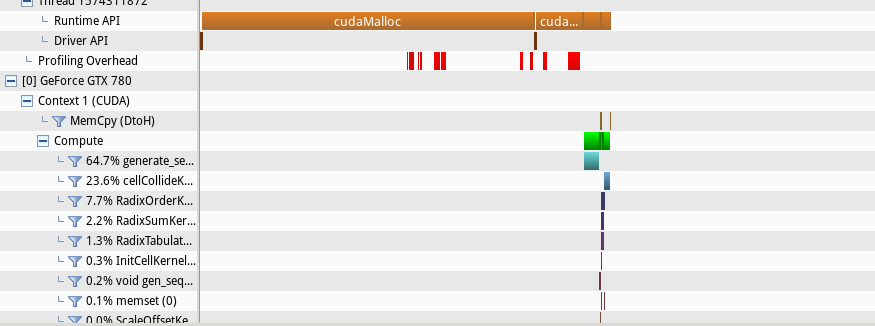 Thread 1574311872
Runtime API
cudaMalloc
cuda...
Driver API
Profiling Overhead
[0] GeForce GTX 780
Context 1 (CUDA)
MemCpy (DtoH)
Compute
64.7% generate_se...
23.6% cellCollideK...
7.7% RadixOrderK...
2.2% RadixSumKer...
1.3% RadixTabulat...
0.3% InitCellKernel...
0.2% void gen_seq...
0.1% memset (0)
0.0% ScaleOffsetKe...